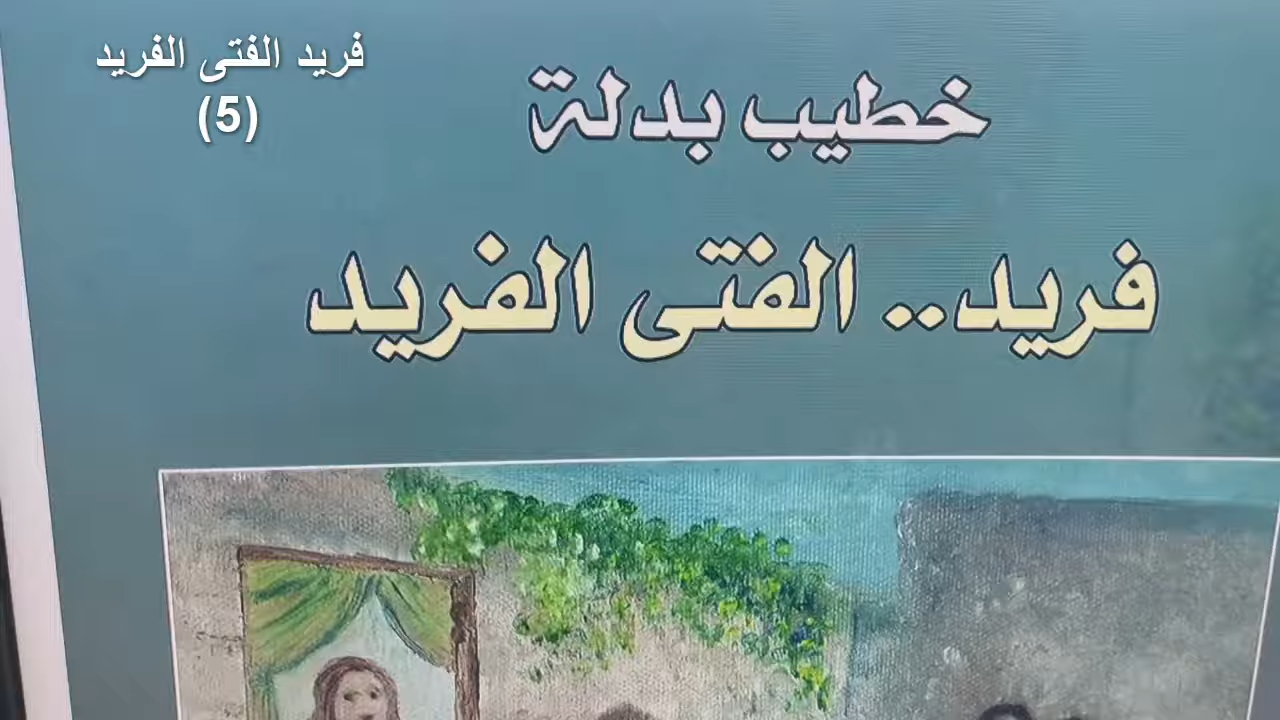 فريد الفتى الفريد
(5)
خطيب بدلة
فريد.. الفتى الفريد